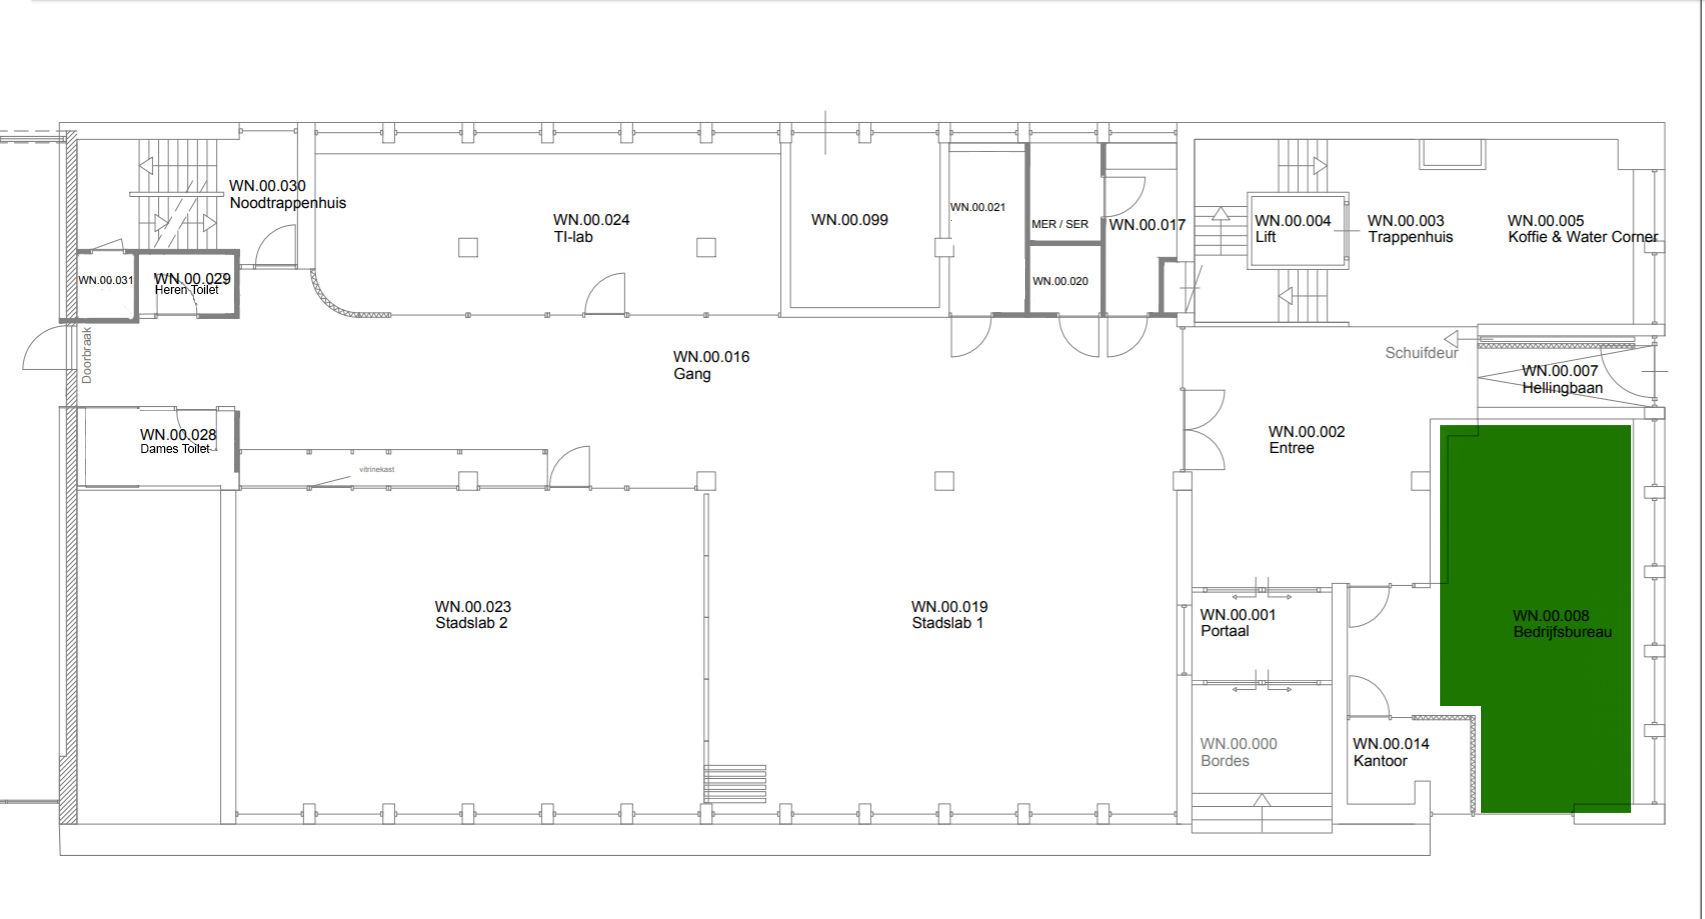 WN.00.030
Noodtrappenhuis
WN.00.024
TI-lab
WN.00.099
WN.00.021
MER / SER
WN.00.017
WN.00.004
Lift
WN.00.003
Trappenhuis
WN.00.005
Koffie & Water Corner
WN.00.031
WN.00.029
Heren Toilet
WN.00.020
Doorbraak
WN.00.016
Gang
Schuifdeur
WN.00.007
Hellingbaan
WN.00.028
Dames Toilet
vitrinekast
WN.00.002
Entree
WN.00.023
Stadslab 2
WN.00.019
Stadslab 1
WN.00.001
Portaal
WN.00.008
Bedrijfsbureau
WN.00.000
Bordes
WN.00.014
Kantoor